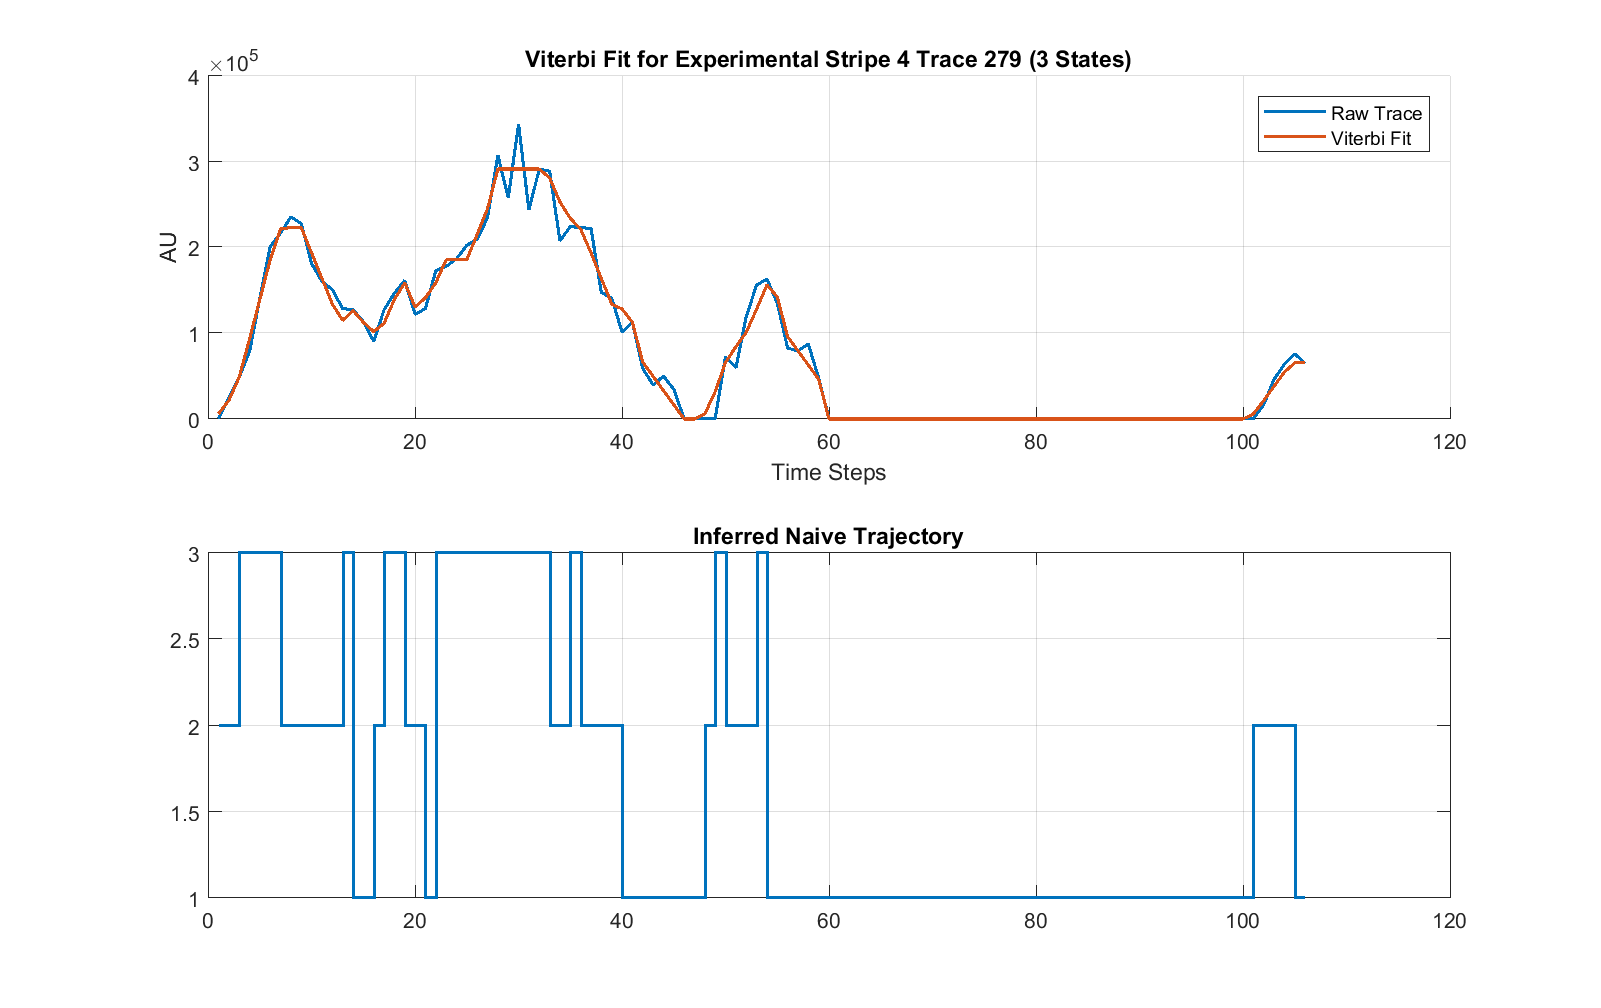 Viterbi Fit for Experimental Stripe 4 Trace 279 (3 States)
×10^5
4
3
2
1
0
AU
Raw Trace
Viterbi Fit
0 20 40 60 80 100 120
Time Steps
Inferred Naive Trajectory
3
2.5
2
1.5
1
0 20 40 60 80 100 120